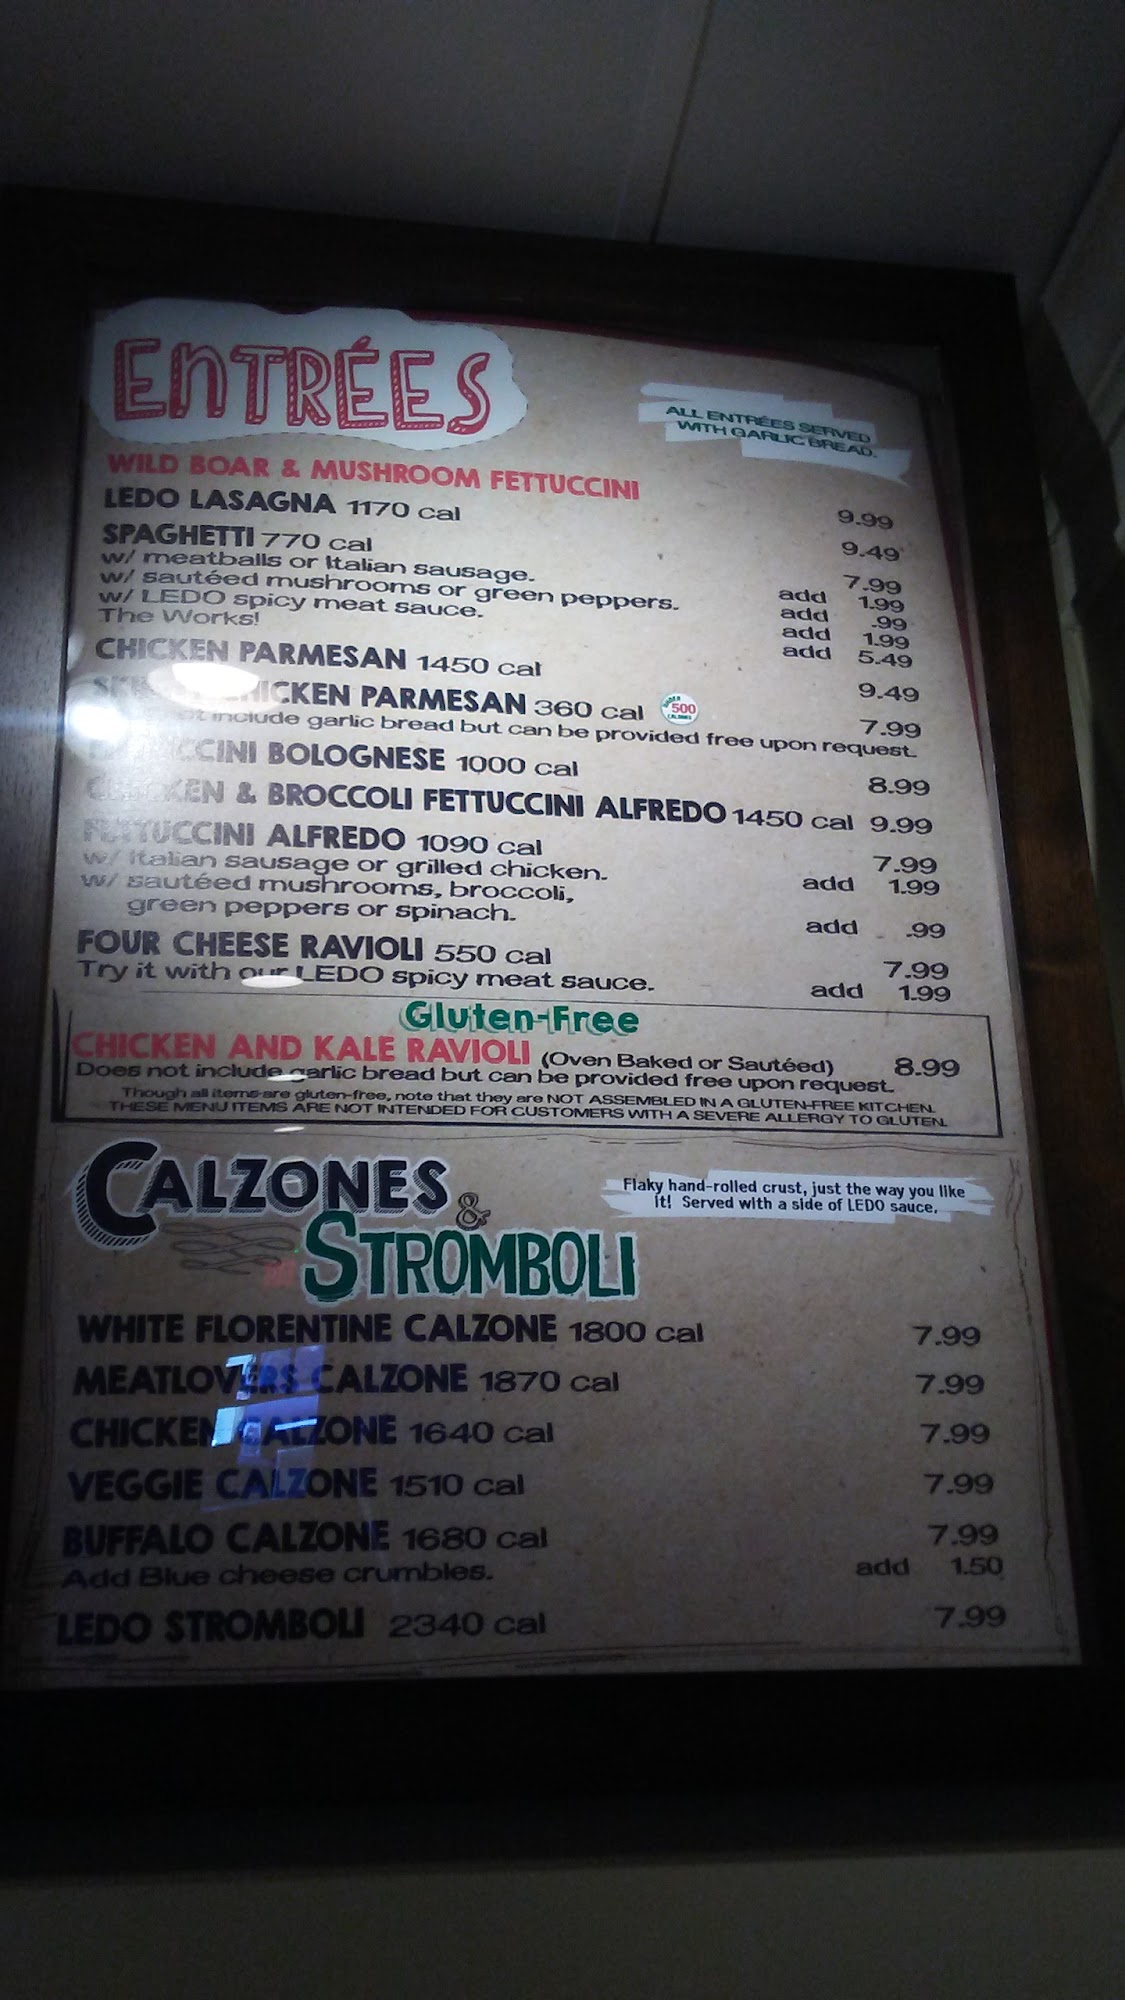 ENTRÉES
ALL ENTRÉES SERVED
WITH GARLIC BREAD.
WILD BOAR & MUSHROOM FETTUCCINI 9.99
LEDO LASAGNA 1170 cal 9.49
SPAGHETTI 770 cal 7.99
w/ meatballs or Italian sausage. add 1.99
w/ sautéed mushrooms or green peppers. add .99
w/ LEDO spicy meat sauce. add 1.99
The Works! add 5.49
CHICKEN PARMESAN 1450 cal 9.49
CHICKEN PARMESAN 360 cal UNDER 500 CALORIES 7.99
include garlic bread but can be provided free upon request.
FETTUCCINI BOLOGNESE 1000 cal 8.99
CHICKEN & BROCCOLI FETTUCCINI ALFREDO 1450 cal 9.99
FETTUCCINI ALFREDO 1090 cal 7.99
w/ Italian sausage or grilled chicken. add 1.99
w/ sautéed mushrooms, broccoli,
green peppers or spinach. add .99
FOUR CHEESE RAVIOLI 550 cal 7.99
Try it with our LEDO spicy meat sauce. add 1.99
Gluten-Free
CHICKEN AND KALE RAVIOLI (Oven Baked or Sautéed) 8.99
Does not include garlic bread but can be provided free upon request.
Though all items are gluten-free, note that they are NOT ASSEMBLED IN A GLUTEN-FREE KITCHEN.
THESE MENU ITEMS ARE NOT INTENDED FOR CUSTOMERS WITH A SEVERE ALLERGY TO GLUTEN.
CALZONES
&
STROMBOLI
Flaky hand-rolled crust, just the way you like
it! Served with a side of LEDO sauce.
WHITE FLORENTINE CALZONE 1800 cal 7.99
MEATLOVERS CALZONE 1870 cal 7.99
CHICKEN CALZONE 1640 cal 7.99
VEGGIE CALZONE 1510 cal 7.99
BUFFALO CALZONE 1680 cal 7.99
Add Blue cheese crumbles. add 1.50
LEDO STROMBOLI 2340 cal 7.99